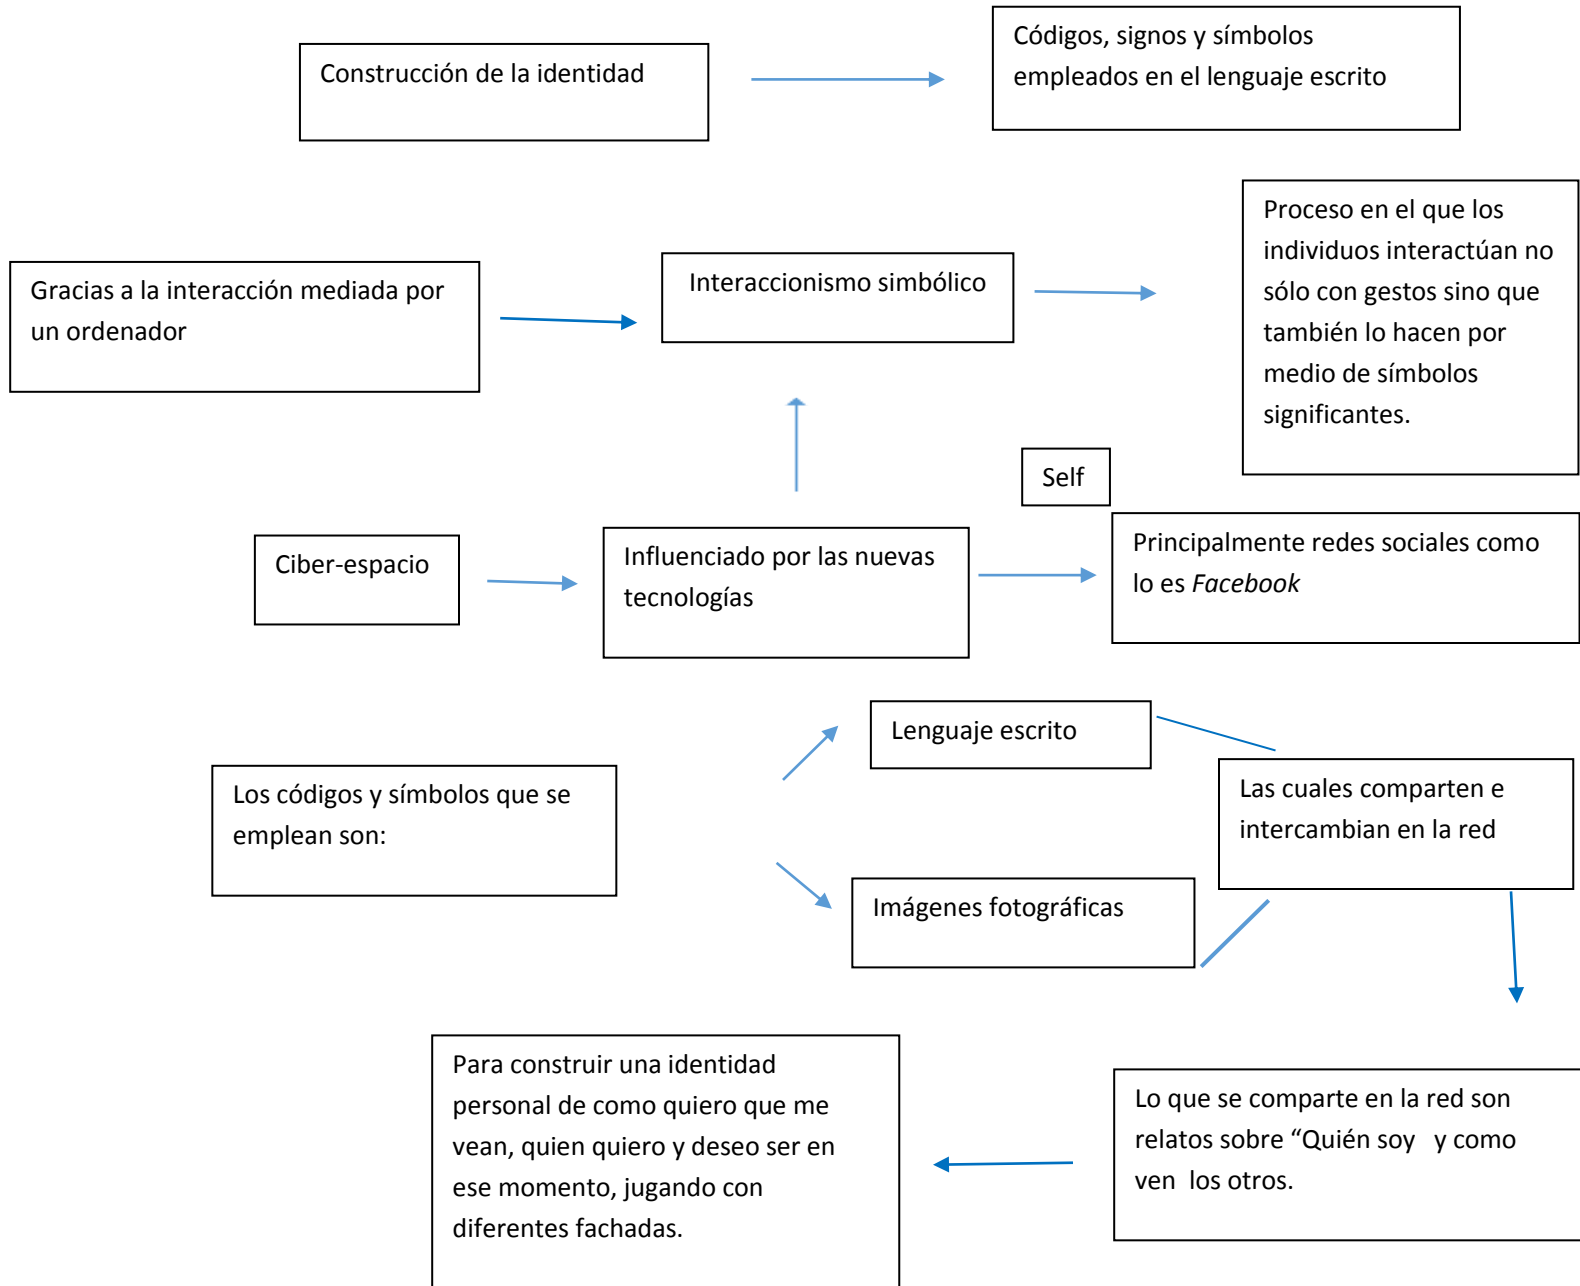 Construcción de la identidad
Códigos, signos y símbolos
empleados en el lenguaje escrito
Gracias a la interacción mediada por
un ordenador
Interaccionismo simbólico
Proceso en el que los
individuos interactúan no
sólo con gestos sino que
también lo hacen por
medio de símbolos
significantes.
Self
Ciber-espacio
Influenciado por las nuevas
tecnologías
Principalmente redes sociales como
lo es Facebook
Los códigos y símbolos que se
emplean son:
Lenguaje escrito
Imágenes fotográficas
Las cuales comparten e
intercambian en la red
Lo que se comparte en la red son
relatos sobre “Quién soy y como
ven los otros.
Para construir una identidad
personal de como quiero que me
vean, quien quiero y deseo ser en
ese momento, jugando con
diferentes fachadas.